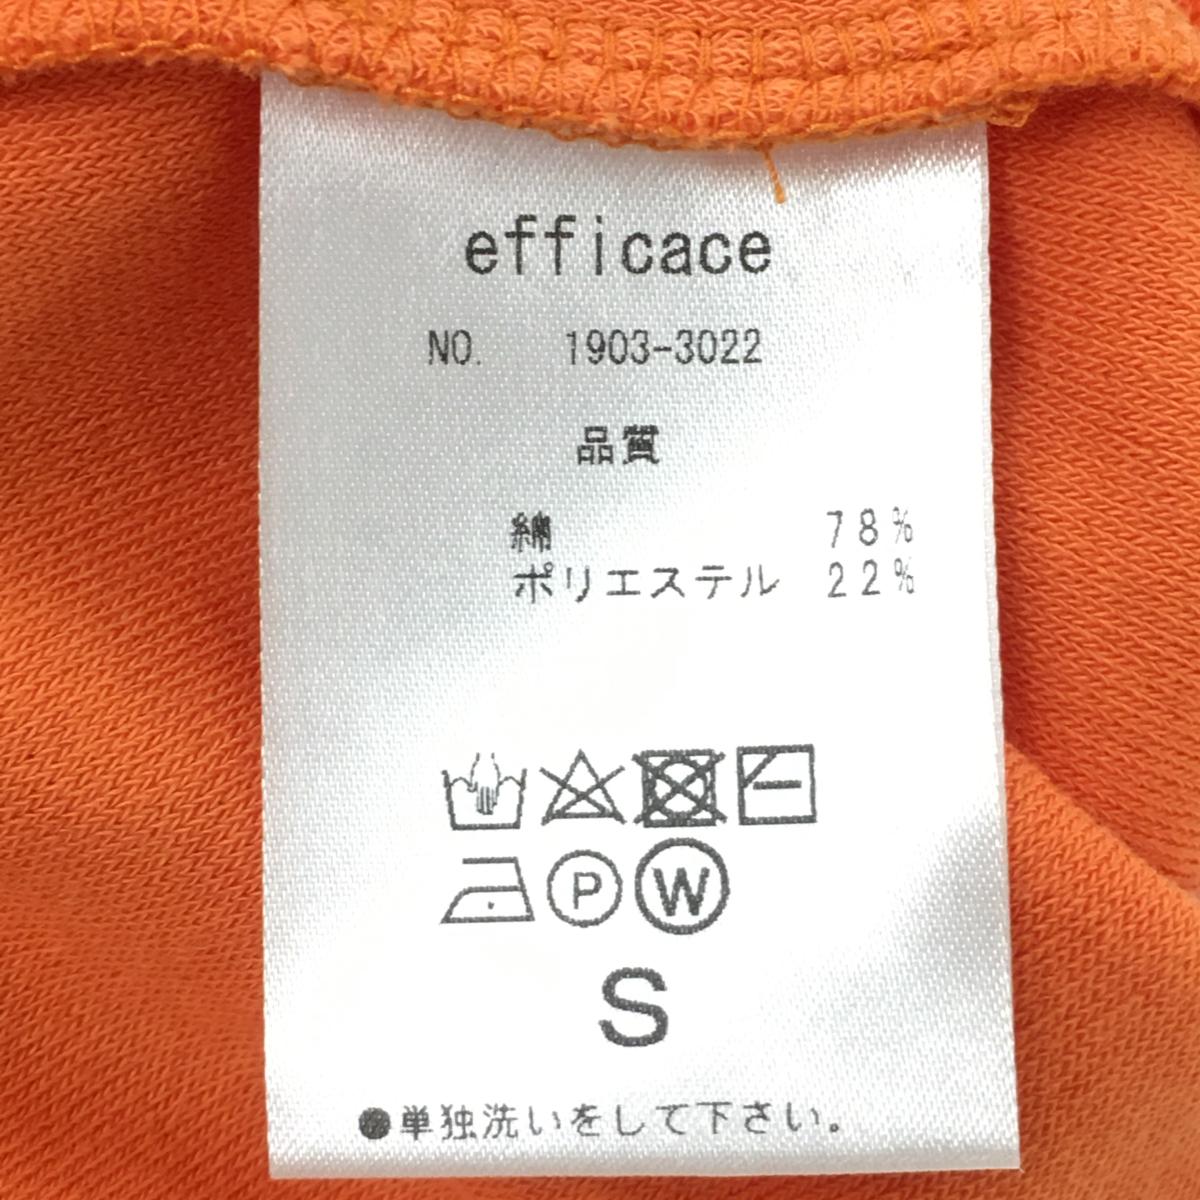 efficace
NO. 1903-3022
品質
綿 78%
ポリエステル 22%
P W
S
●単独洗いをして下さい。